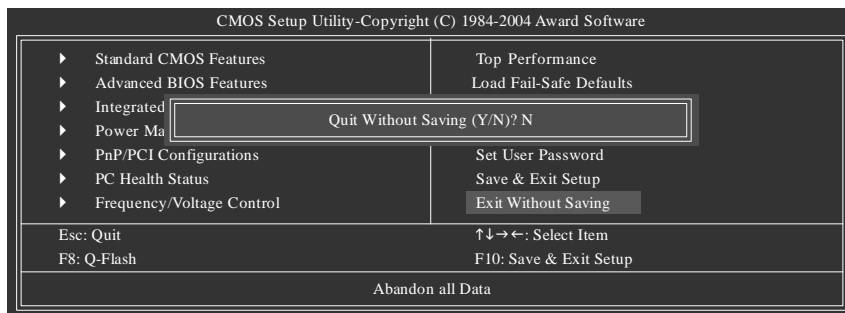 CMOS Setup Utility-Copyright (C) 1984-2004 Award Software
Standard CMOS Features
Advanced BIOS Features
Integrated
Power Ma
PnP/PCI Configurations
PC Health Status
Frequency/Voltage Control
Top Performance
Load Fail-Safe Defaults
Quit Without Saving (Y/N)? N
Set User Password
Save & Exit Setup
Exit Without Saving
Esc: Quit
↑↓→←: Select Item
F8: Q-Flash
F10: Save & Exit Setup
Abandon all Data